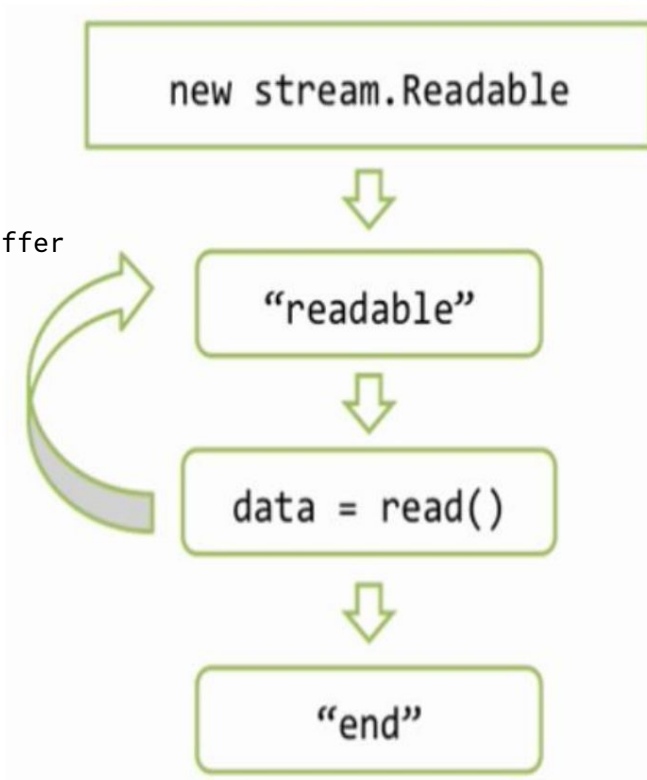 new stream.Readable
ffer
“readable”
data = read()
“end”